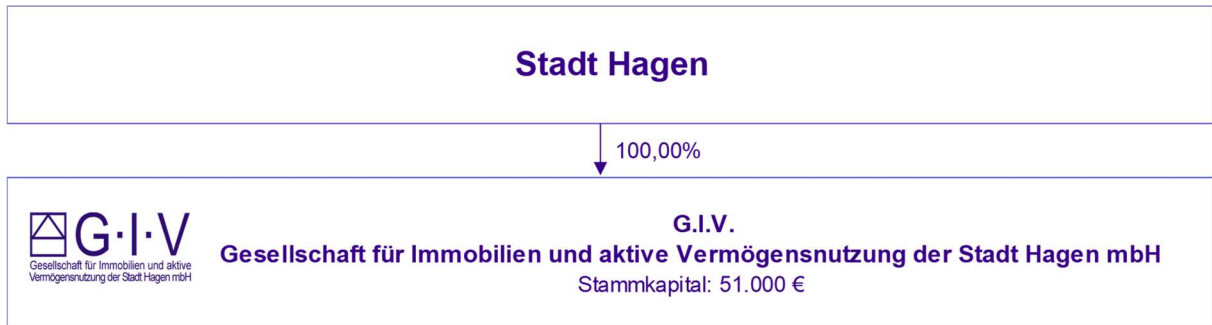 Stadt Hagen
100,00%
G·I·V
Gesellschaft für Immobilien und aktive
Vermögensnutzung der Stadt Hagen mbH
G.I.V.
Gesellschaft für Immobilien und aktive Vermögensnutzung der Stadt Hagen mbH
Stammkapital: 51.000 €